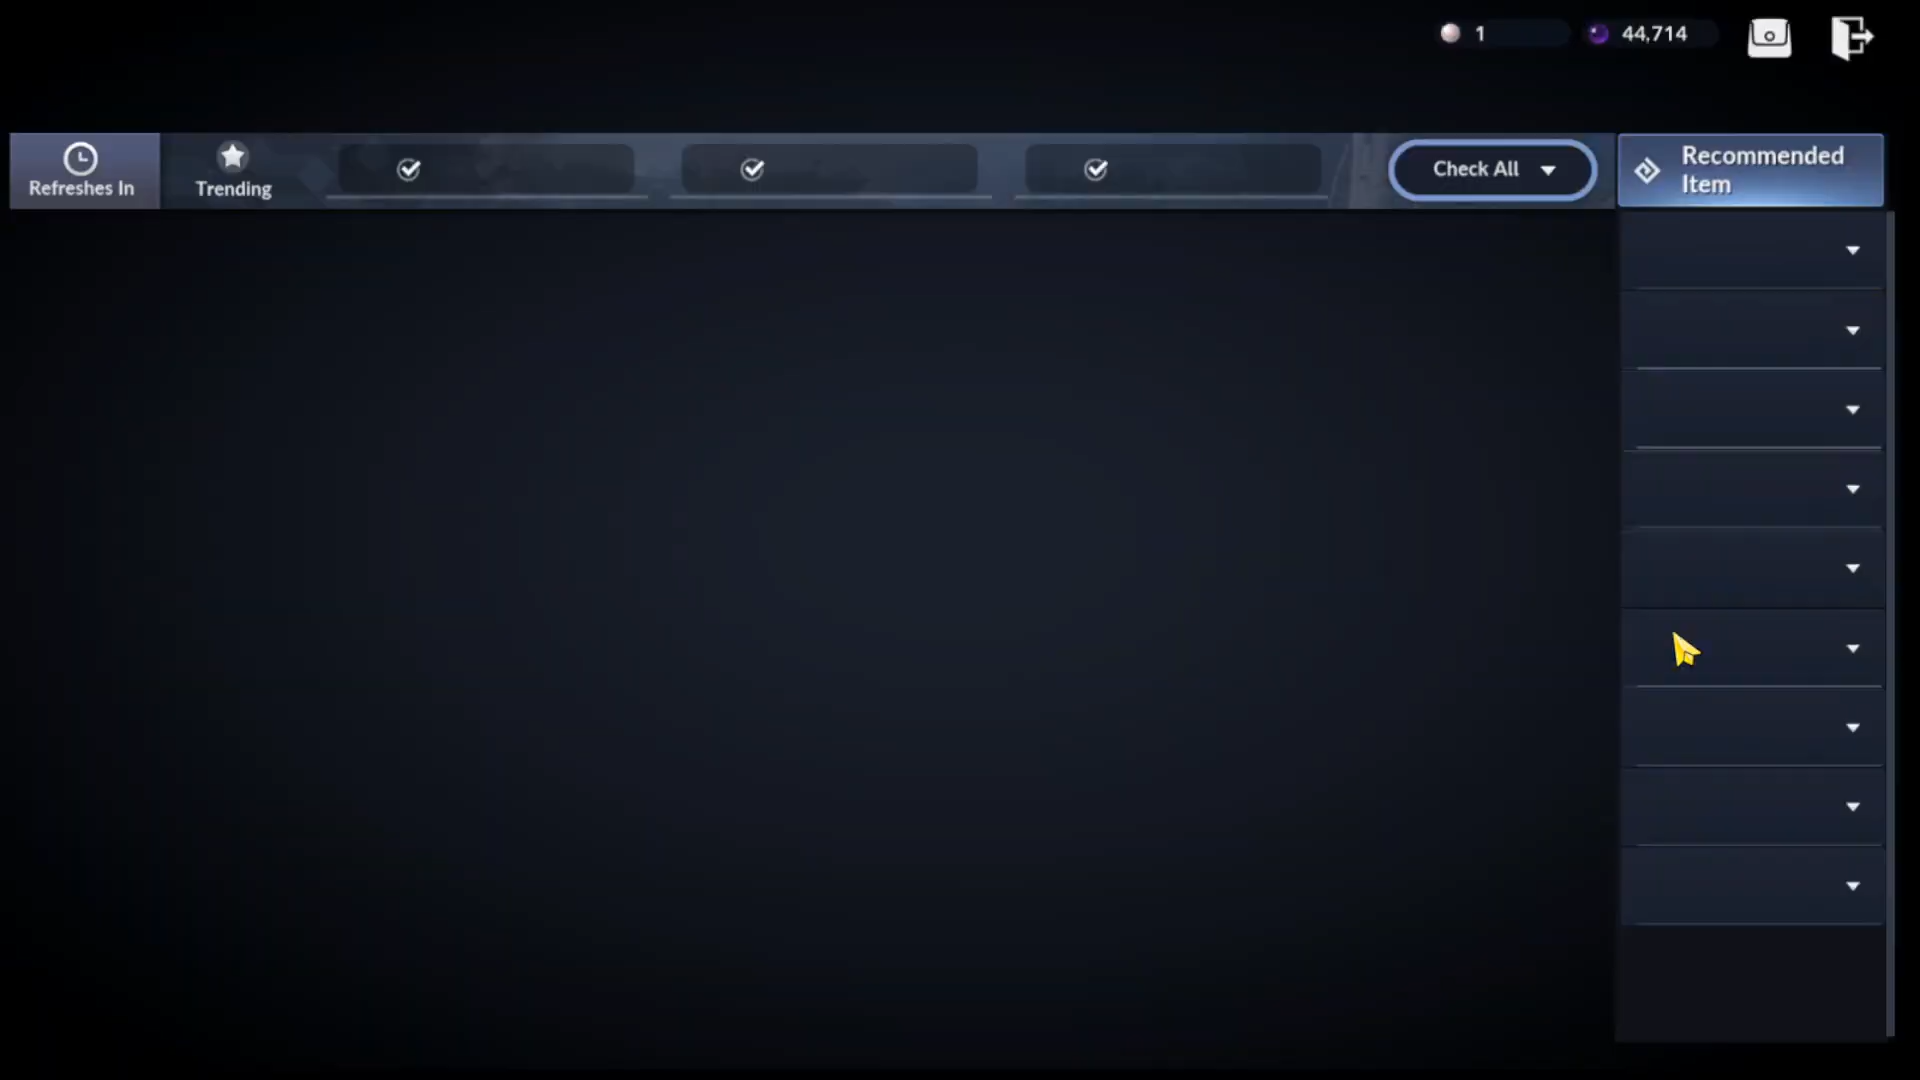 1
44,714
Refreshes In
Trending
Check All
Recommended
Item